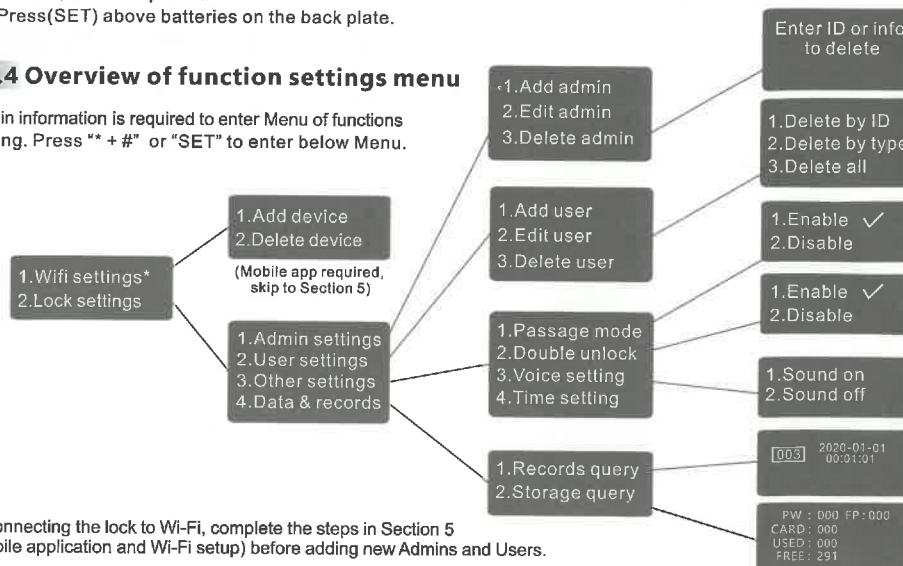 Press(SET) above batteries on the back plate.
.4 Overview of function settings menu
in information is required to enter Menu of functions
ng. Press "* + #" or "SET" to enter below Menu.
1.Wifi settings*
2.Lock settings
1.Add device
2.Delete device
(Mobile app required,
skip to Section 5)
1.Admin settings
2.User settings
3.Other settings
4.Data & records
1.Add admin
2.Edit admin
3.Delete admin
1.Add user
2.Edit user
3.Delete user
1.Passage mode
2.Double unlock
3.Voice setting
4.Time setting
1.Records query
2.Storage query
Enter ID or info
to delete
1.Delete by ID
2.Delete by type
3.Delete all
1.Enable ✓
2.Disable
1.Enable ✓
2.Disable
1.Sound on
2.Sound off
003 2020-01-01
00:01:01
PW : 000 FP:000
CARD: 000
USED: 000
FREE: 291
onnecting the lock to Wi-Fi, complete the steps in Section 5
ile application and Wi-Fi setup) before adding new Admins and Users.